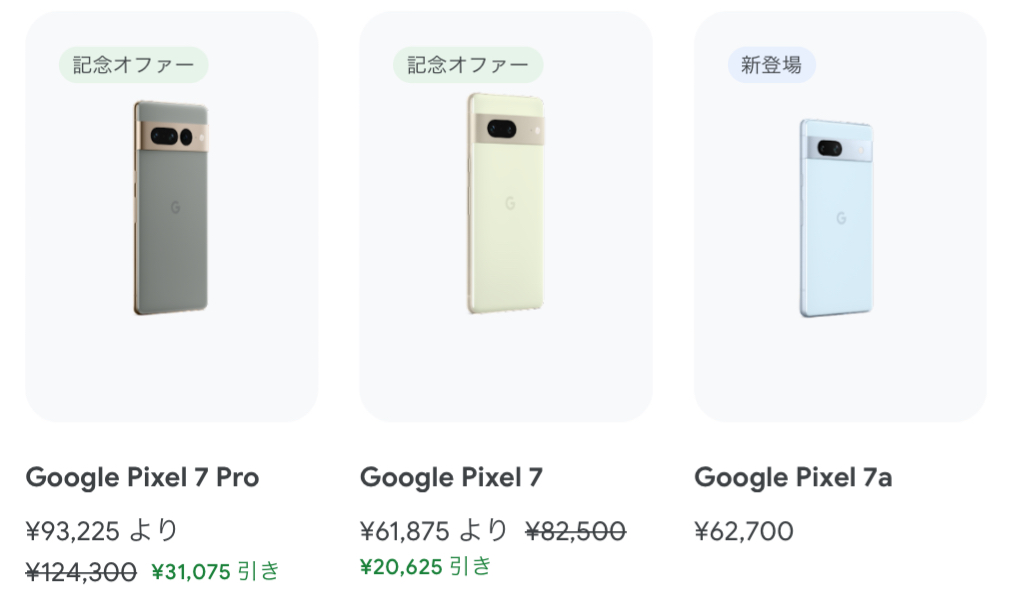 記念オファー
記念オファー
新登場
G
G
G
Google Pixel 7 Pro
¥93,225 より
¥124,300 ¥31,075 引き
Google Pixel 7
¥61,875 より ¥82,500
¥20,625 引き
Google Pixel 7a
¥62,700